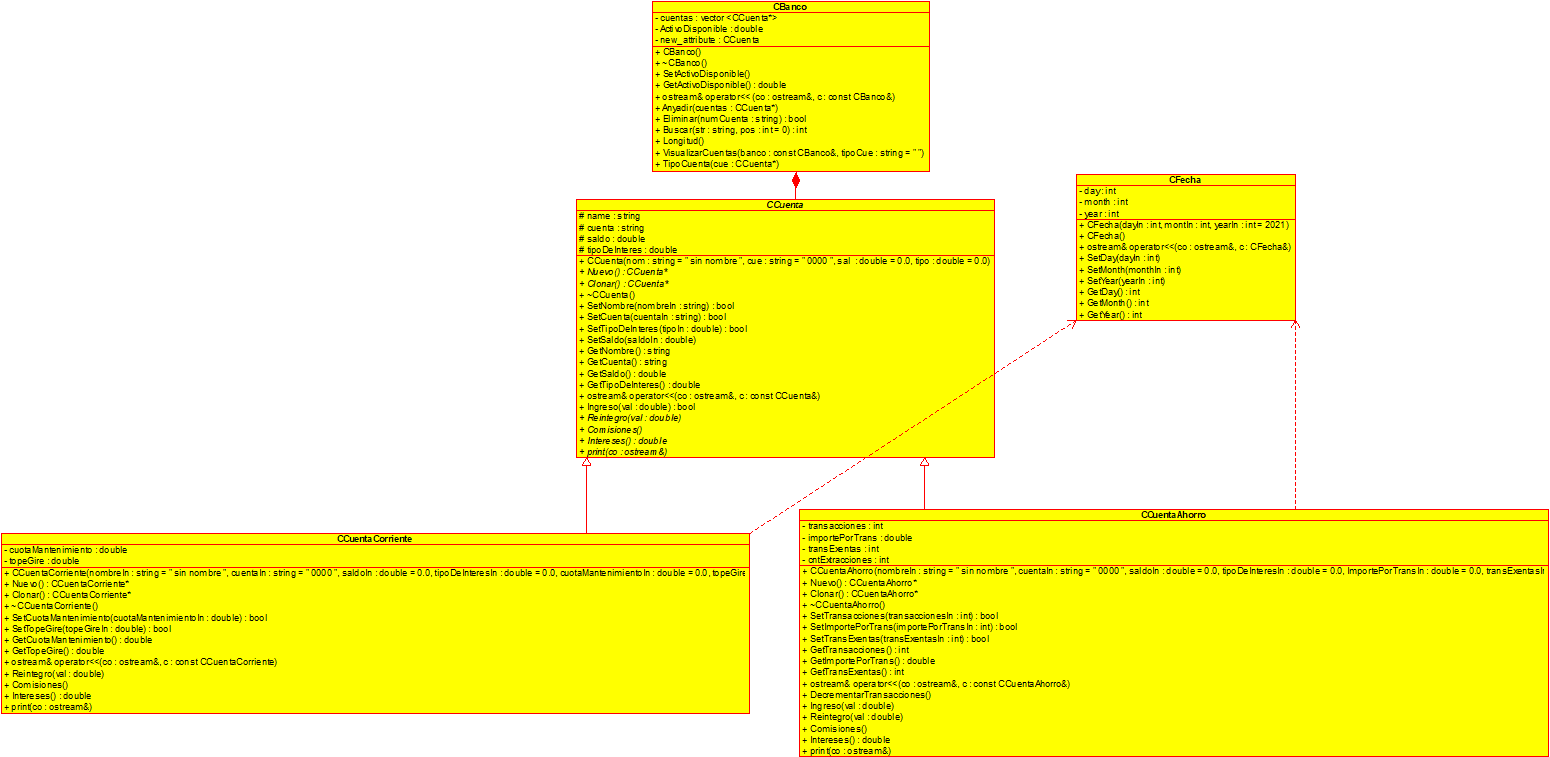 CBanco
- cuentas : vector <CCuenta*>
- ActivoDisponible : double
- new_attribute : CCuenta
+ CBanco()
+ ~CBanco()
+ SetActivoDisponible()
+ GetActivoDisponible() : double
+ ostream& operator<< (co : ostream&, c : const CBanco&)
+ Anyadir(cuentas : CCuenta*)
+ Eliminar(numCuenta : string) : bool
+ Buscar(str : string, pos : int = 0) : int
+ Longitud()
+ VisualizarCuentas(banco : const CBanco&, tipoCue : string = " ")
+ TipoCuenta(cue : CCuenta*)
CFecha
- day: int
- month : int
- year : int
+ CFecha(dayIn : int, montIn : int, yearIn : int = 2021)
+ CFecha()
+ ostream& operator<<(co : ostream&, c : CFecha&)
+ SetDay(dayIn : int)
+ SetMonth(monthIn : int)
+ SetYear(yearIn : int)
+ GetDay() : int
+ GetMonth() : int
+ GetYear() : int
CCuenta
# name : string
# cuenta : string
# saldo : double
# tipoDeInteres : double
+ CCuenta(nom : string = " sin nombre ", cue : string = " 0000 ", sal : double = 0.0, tipo : double = 0.0)
+ Nuevo() : CCuenta*
+ Clonar() : CCuenta*
+ ~CCuenta()
+ SetNombre(nombreIn : string) : bool
+ SetCuenta(cuentaIn : string) : bool
+ SetTipoDeInteres(tipoIn : double) : bool
+ SetSaldo(saldoIn : double)
+ GetNombre() : string
+ GetCuenta() : string
+ GetSaldo() : double
+ GetTipoDeInteres() : double
+ ostream& operator<<(co : ostream&, c : const CCuenta&)
+ Ingreso(val : double) : bool
+ Reintegro(val : double)
+ Comisiones()
+ Intereses() : double
+ print(co : ostream&)
CCuentaCorriente
- cuotaMantenimiento : double
- topeGire : double
+ CCuentaCorriente(nombreIn : string = " sin nombre ", cuentaIn : string = " 0000 ", saldoIn : double = 0.0, tipoDeInteresIn : double = 0.0, cuotaMantenimientoIn : double = 0.0, topeGire
+ Nuevo() : CCuentaCorriente*
+ Clonar() : CCuentaCorriente*
+ ~CCuentaCorriente()
+ SetCuotaMantenimiento(cuotaMantenimientoIn : double) : bool
+ SetTopeGire(topeGireIn : double) : bool
+ GetCuotaMantenimiento() : double
+ GetTopeGire() : double
+ ostream& operator<<(co : ostream&, c : const CCuentaCorriente)
+ Reintegro(val : double)
+ Comisiones()
+ Intereses() : double
+ print(co : ostream&)
CCuentaAhorro
- transacciones : int
- importePorTrans : double
- transExentas : int
- cntExtracciones : int
+ CCuentaAhorro(nombreIn : string = " sin nombre ", cuentaIn : string = " 0000 ", saldoIn : double = 0.0, tipoDeInteresIn : double = 0.0, ImportePorTransIn : double = 0.0, transExentasIn
+ Nuevo() : CCuentaAhorro*
+ Clonar() : CCuentaAhorro*
+ ~CCuentaAhorro()
+ SetTransacciones(transaccionesIn : int) : bool
+ SetImportePorTrans(importePorTransIn : int) : bool
+ SetTransExentas(transExentasIn : int) : bool
+ GetTransacciones() : int
+ GetImportePorTrans() : double
+ GetTransExentas() : int
+ ostream& operator<<(co : ostream&, c : const CCuentaAhorro&)
+ DecrementarTransacciones()
+ Ingreso(val : double)
+ Reintegro(val : double)
+ Comisiones()
+ Intereses() : double
+ print(co : ostream&)